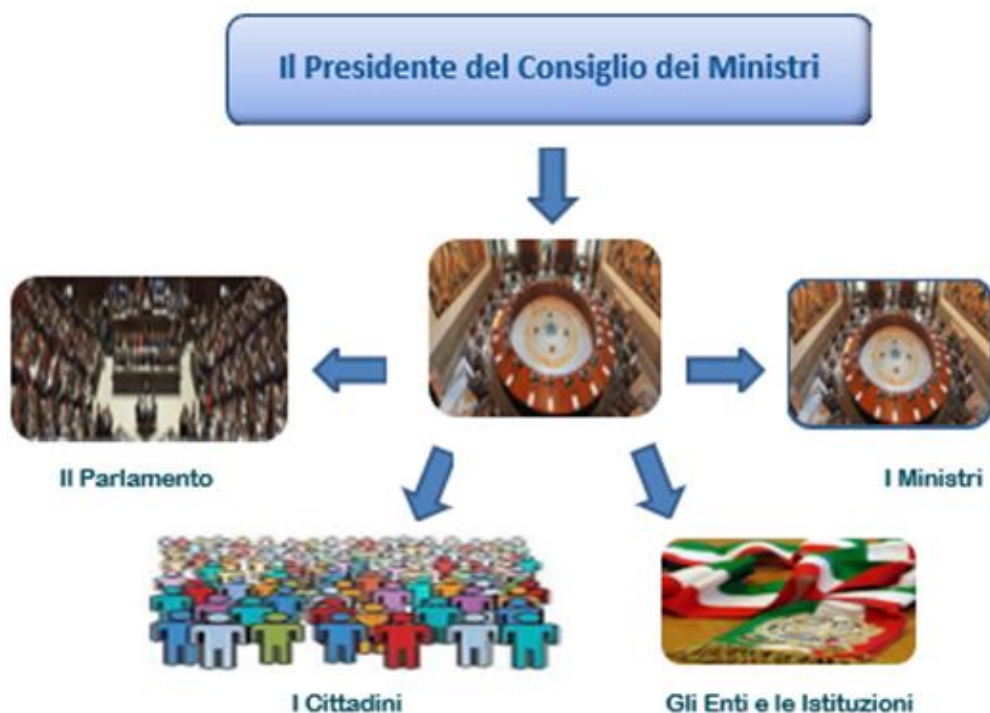 Il Presidente del Consiglio dei Ministri
Il Parlamento
I Ministri
I Cittadini
Gli Enti e le Istituzioni